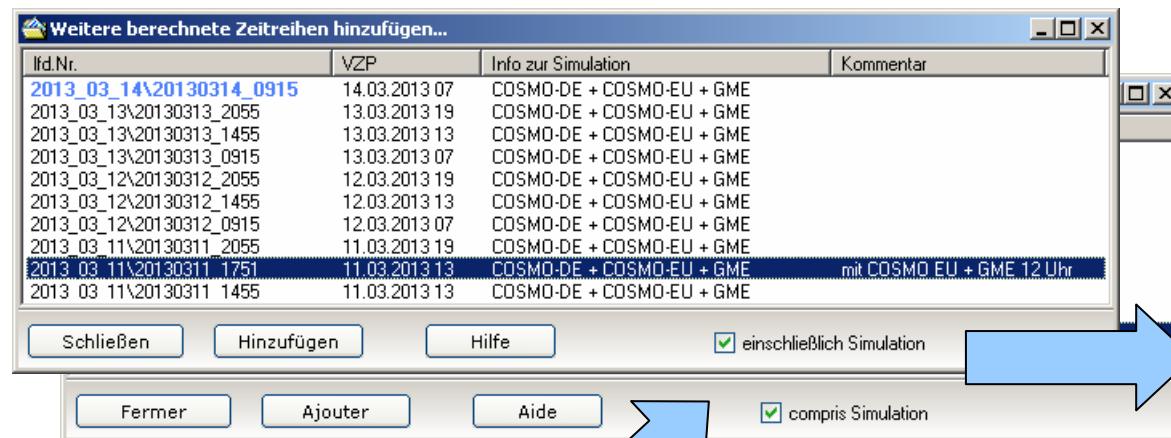 Weitere berechnete Zeitreihen hinzufügen...
lfd.Nr. VZP Info zur Simulation Kommentar
2013_03_14\20130314_0915 14.03.2013 07 COSMO-DE + COSMO-EU + GME
2013_03_13\20130313_2055 13.03.2013 19 COSMO-DE + COSMO-EU + GME
2013_03_13\20130313_1455 13.03.2013 13 COSMO-DE + COSMO-EU + GME
2013_03_13\20130313_0915 13.03.2013 07 COSMO-DE + COSMO-EU + GME
2013_03_12\20130312_2055 12.03.2013 19 COSMO-DE + COSMO-EU + GME
2013_03_12\20130312_1455 12.03.2013 13 COSMO-DE + COSMO-EU + GME
2013_03_12\20130312_0915 12.03.2013 07 COSMO-DE + COSMO-EU + GME
2013_03_11\20130311_2055 11.03.2013 19 COSMO-DE + COSMO-EU + GME
2013_03_11\20130311_1751 11.03.2013 13 COSMO-DE + COSMO-EU + GME mit COSMO EU + GME 12 Uhr
2013_03_11\20130311_1455 11.03.2013 13 COSMO-DE + COSMO-EU + GME
Schließen Hinzufügen Hilfe einschließlich Simulation
Fermer Ajouter Aide compris Simulation